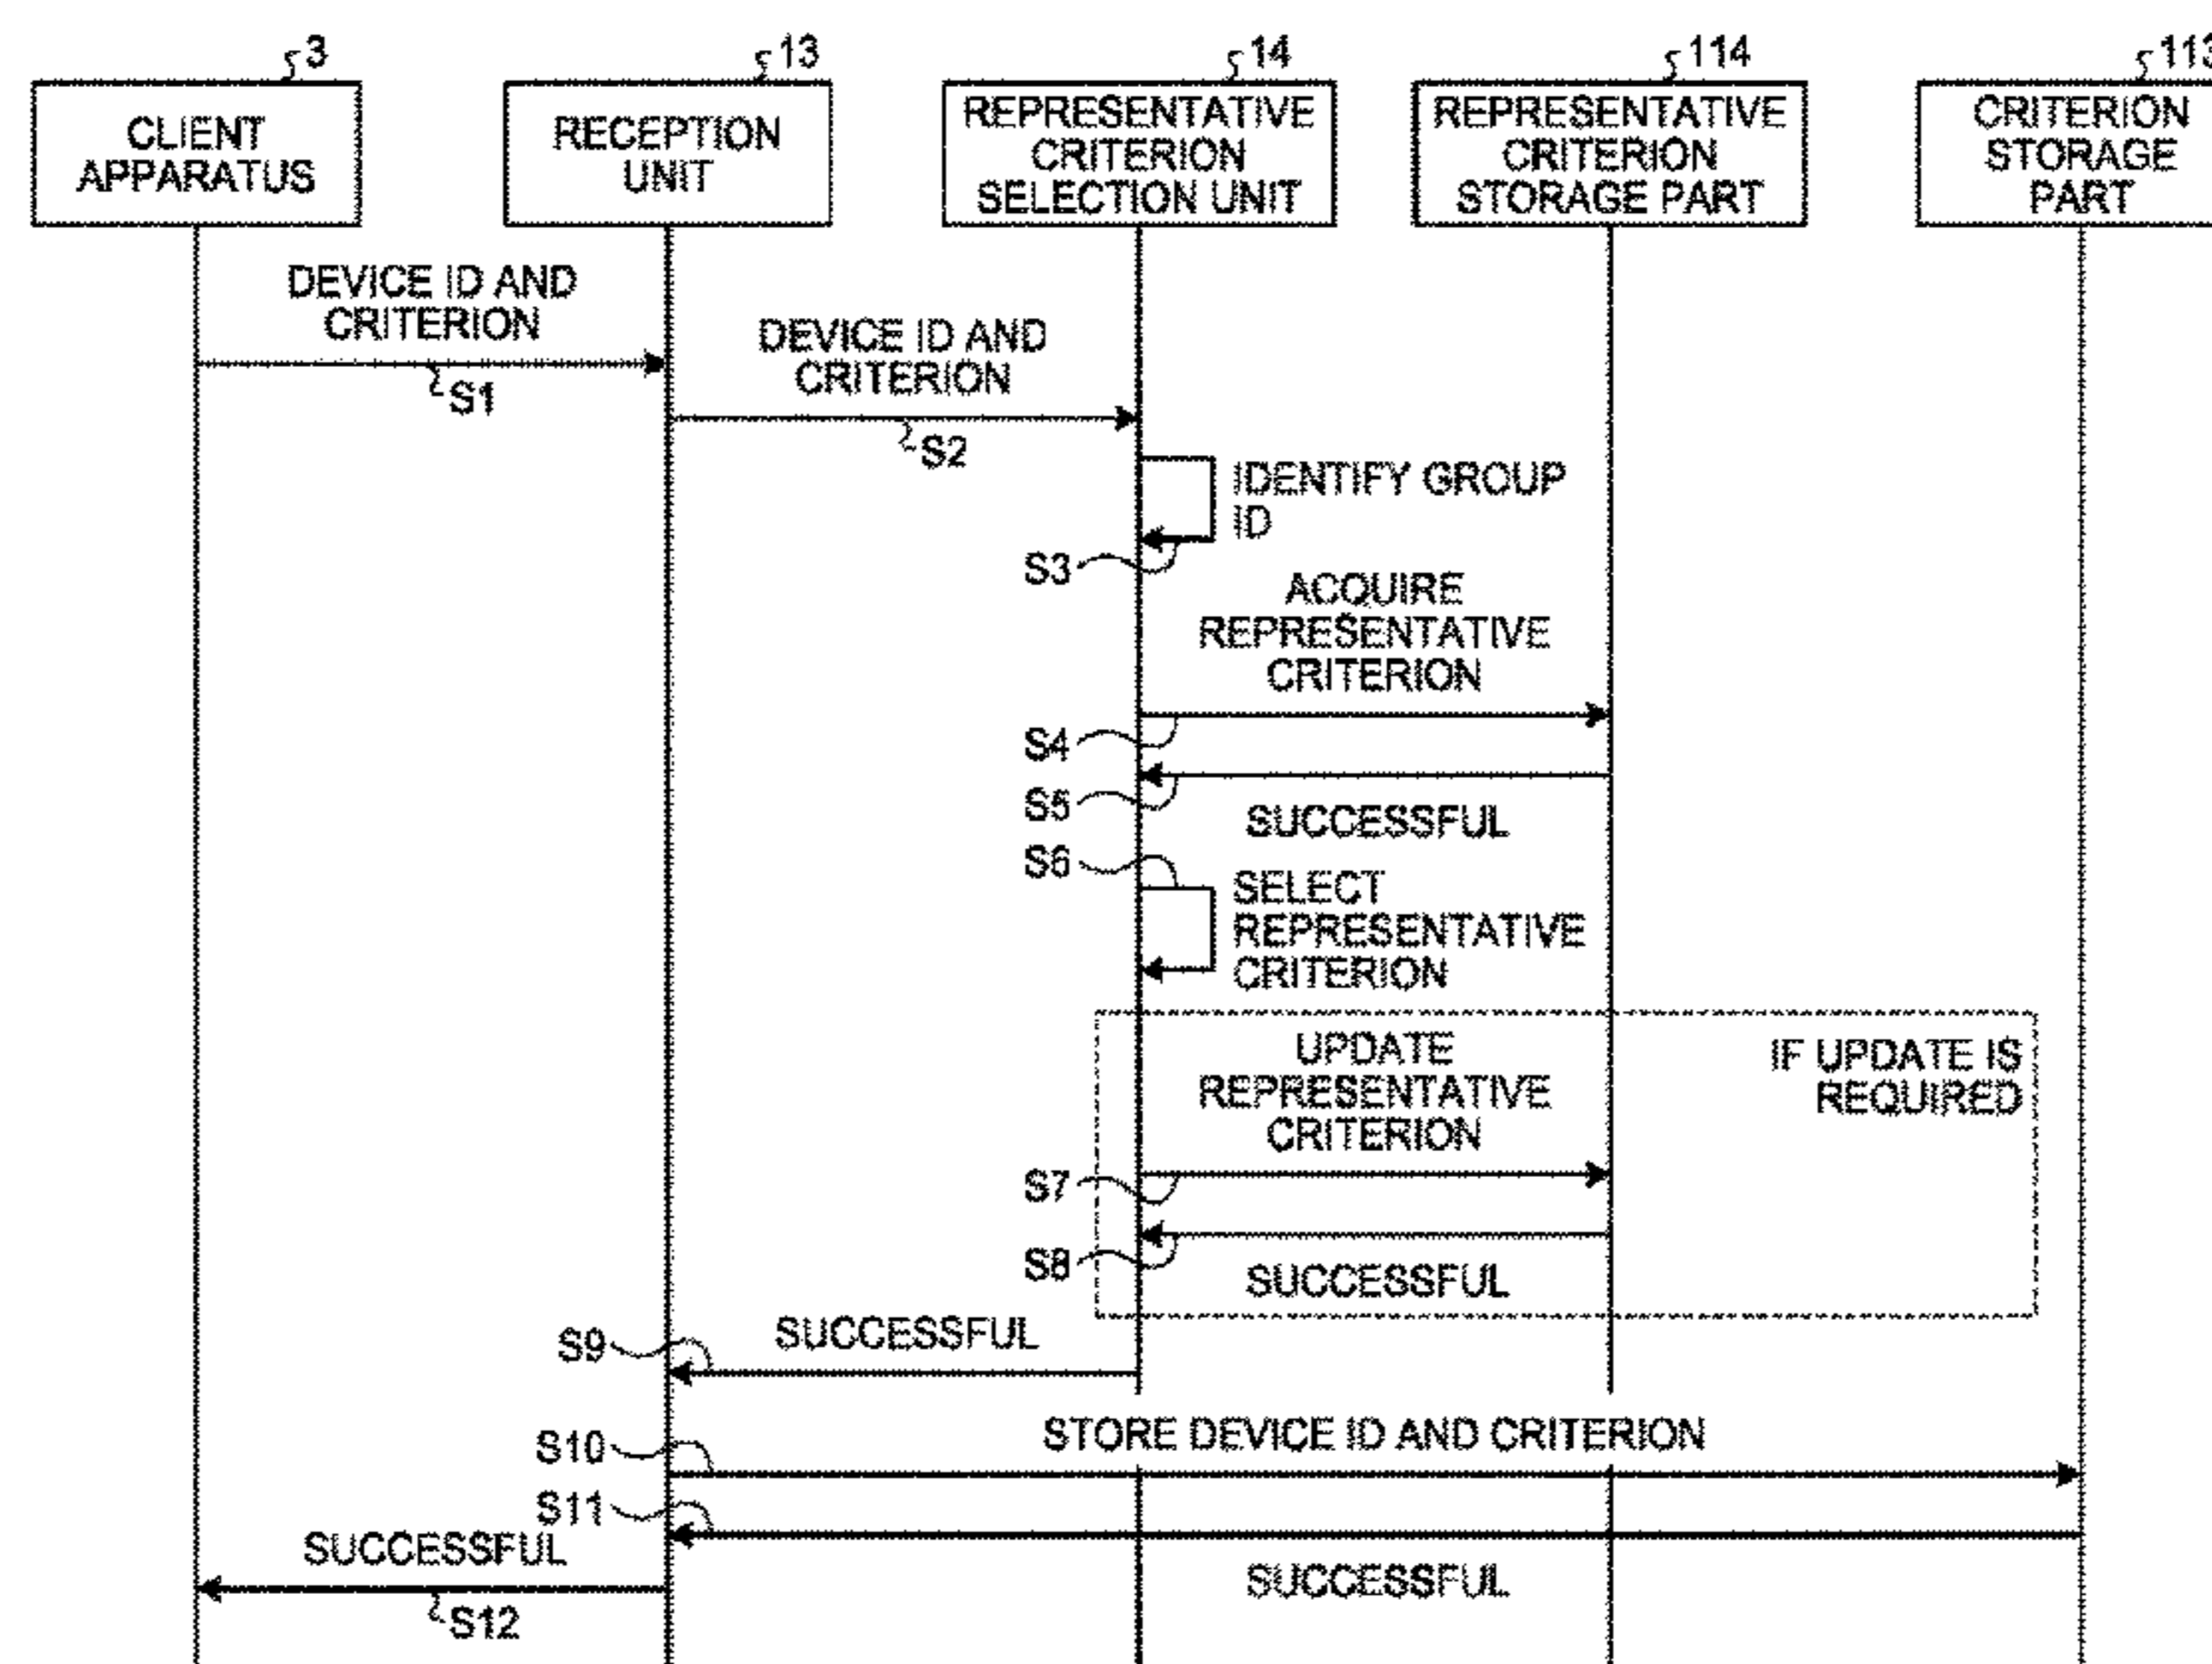 3
13
14
114
113
CLIENT
APPARATUS
RECEPTION
UNIT
REPRESENTATIVE
CRITERION
SELECTION UNIT
REPRESENTATIVE
CRITERION
STORAGE PART
CRITERION
STORAGE
PART
DEVICE ID AND
CRITERION
S1
DEVICE ID AND
CRITERION
S2
IDENTIFY GROUP
ID
S3
ACQUIRE
REPRESENTATIVE
CRITERION
S4
S5
SUCCESSFUL
S6
SELECT
REPRESENTATIVE
CRITERION
UPDATE
REPRESENTATIVE
CRITERION
IF UPDATE IS
REQUIRED
S7
S8
SUCCESSFUL
S9
SUCCESSFUL
STORE DEVICE ID AND CRITERION
S10
S11
SUCCESSFUL
SUCCESSFUL
S12